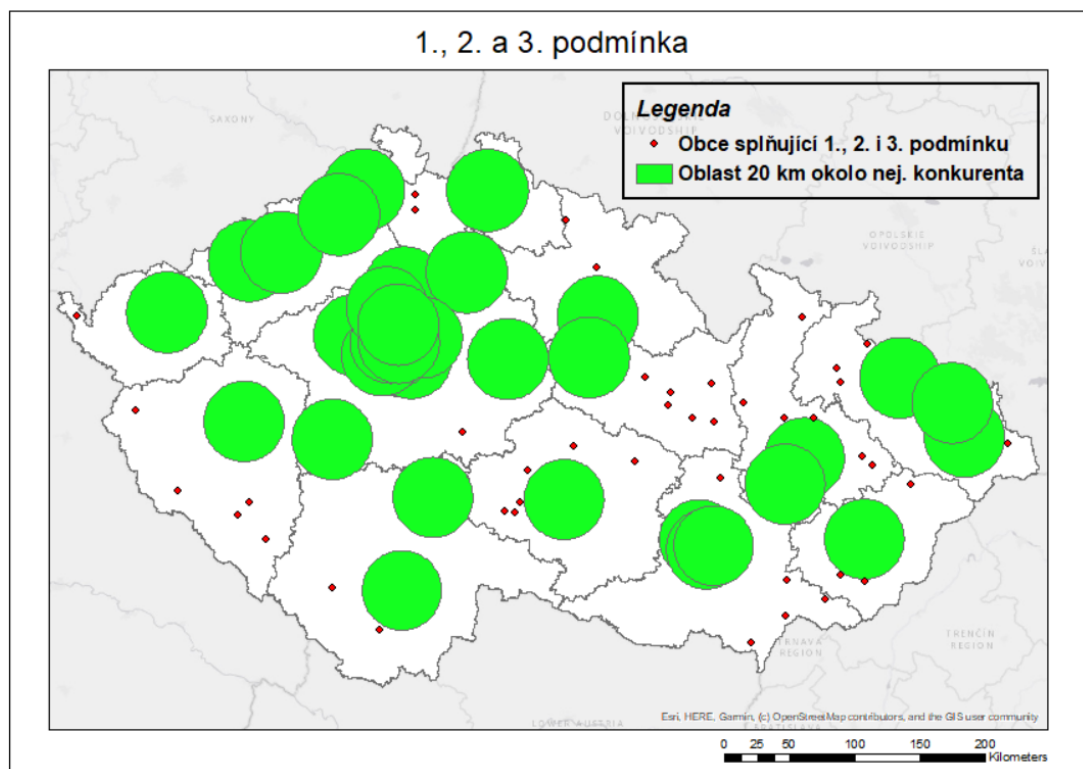 1., 2. a 3. podmínka
Legenda
Obce splňující 1., 2. i 3. podmínku
Oblast 20 km okolo nej. konkurenta
SAXONY
VOIVODSHIP
OPOLSKIE
VOIVODSHIP
TRNAVA
REGION
TRENČÍN
REGION
LOWER AUSTRIA
Esri, HERE, Garmin, (c) OpenStreetMap contributors, and the GIS user community
0 25 50 100 150 200
Kilometers